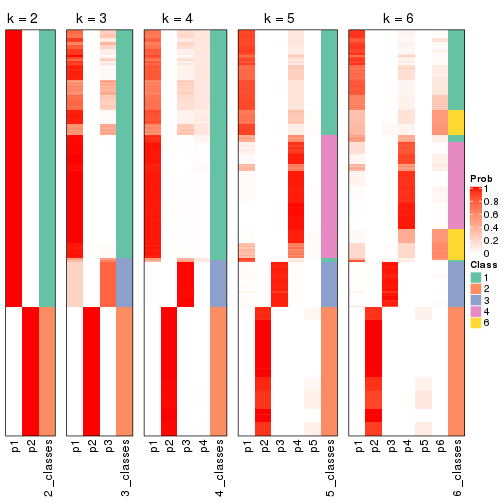 k = 2
k = 3
k = 4
k = 5
k = 6
Prob
1
0.8
0.6
0.4
0.2
0
Class
1
2
3
4
6
p1
p2
2_classes
p1
p2
p3
3_classes
p1
p2
p3
p4
4_classes
p1
p2
p3
p4
p5
5_classes
p1
p2
p3
p4
p5
p6
6_classes